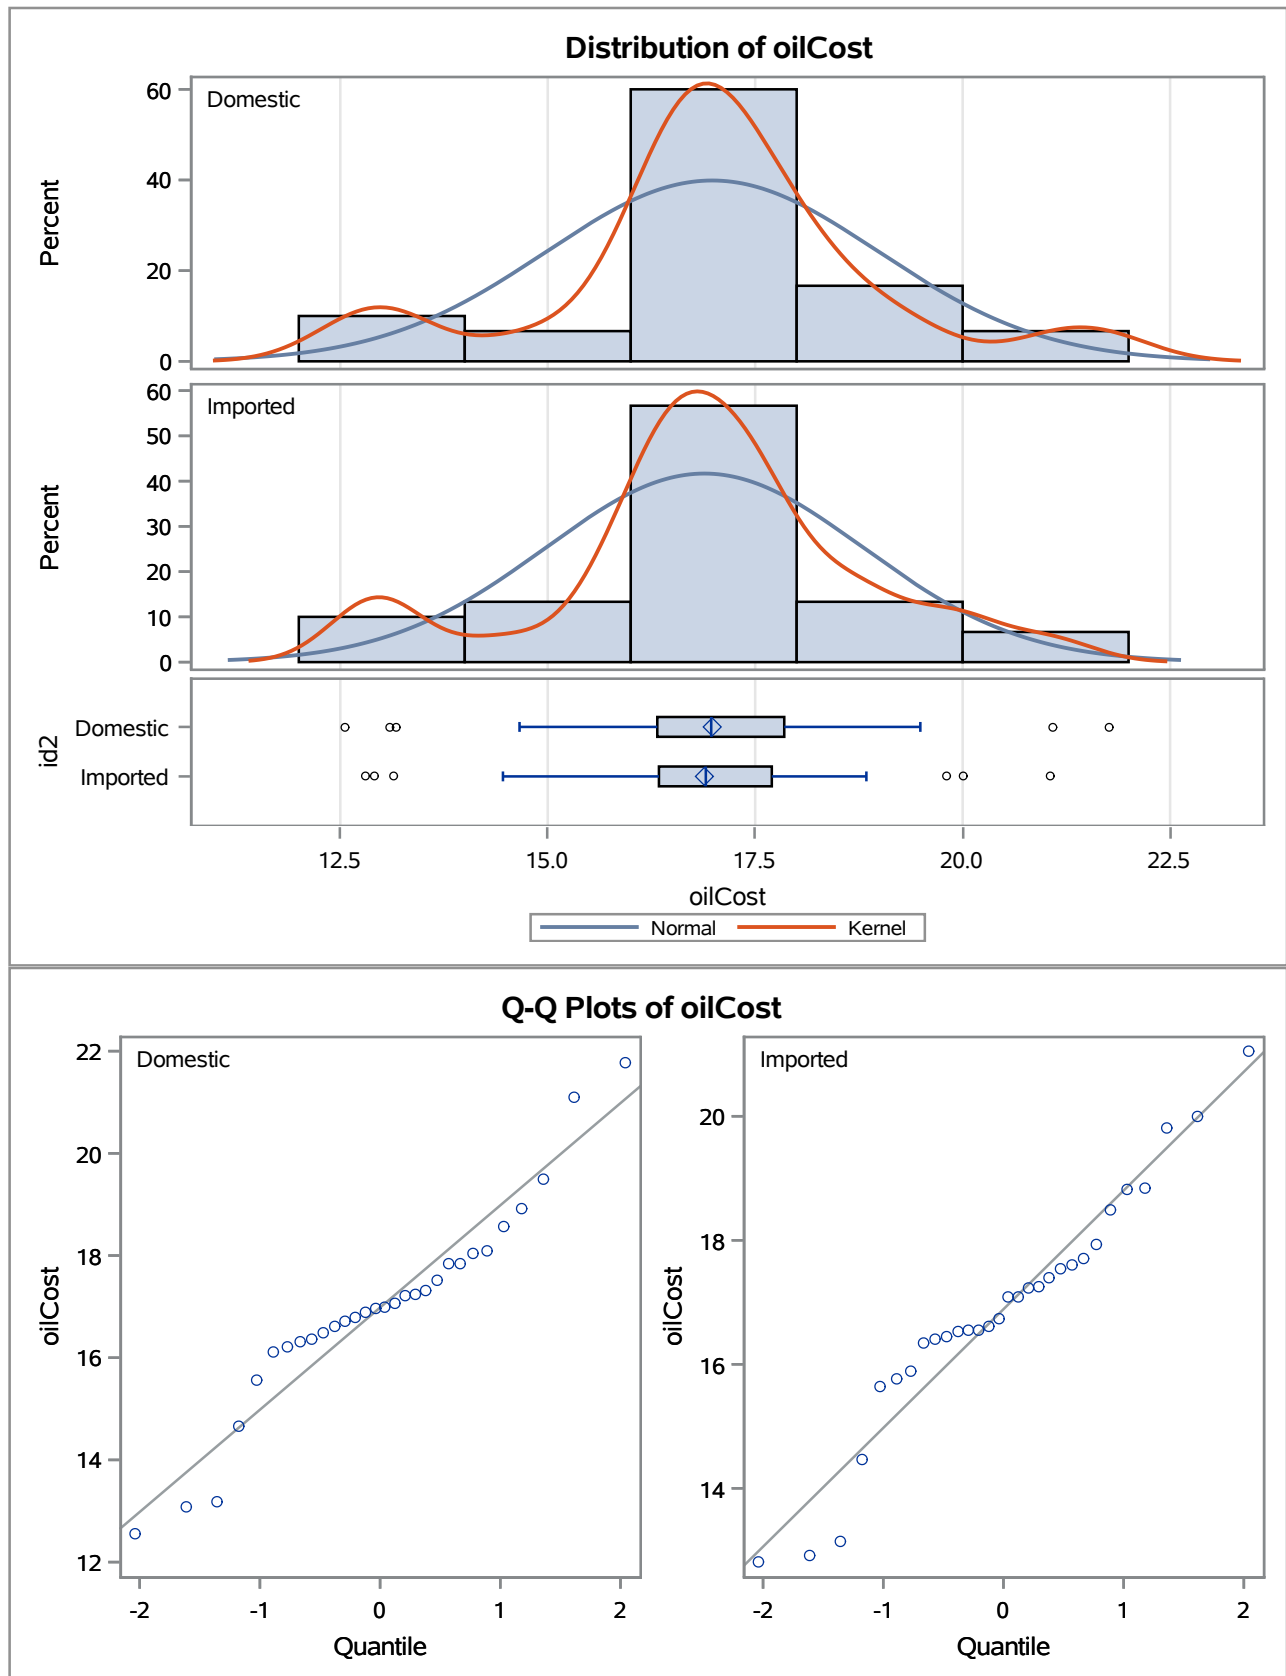 Distribution of oilCost
Domestic
Percent
60
40
20
0
Imported
Percent
60
50
40
30
20
10
0
id2
Domestic
Imported
12.5 15.0 17.5 20.0 22.5
oilCost
Normal Kernel
Q-Q Plots of oilCost
Domestic
oilCost
22
20
18
16
14
12
-2 -1 0 1 2
Quantile
Imported
oilCost
20
18
16
14
-2 -1 0 1 2
Quantile